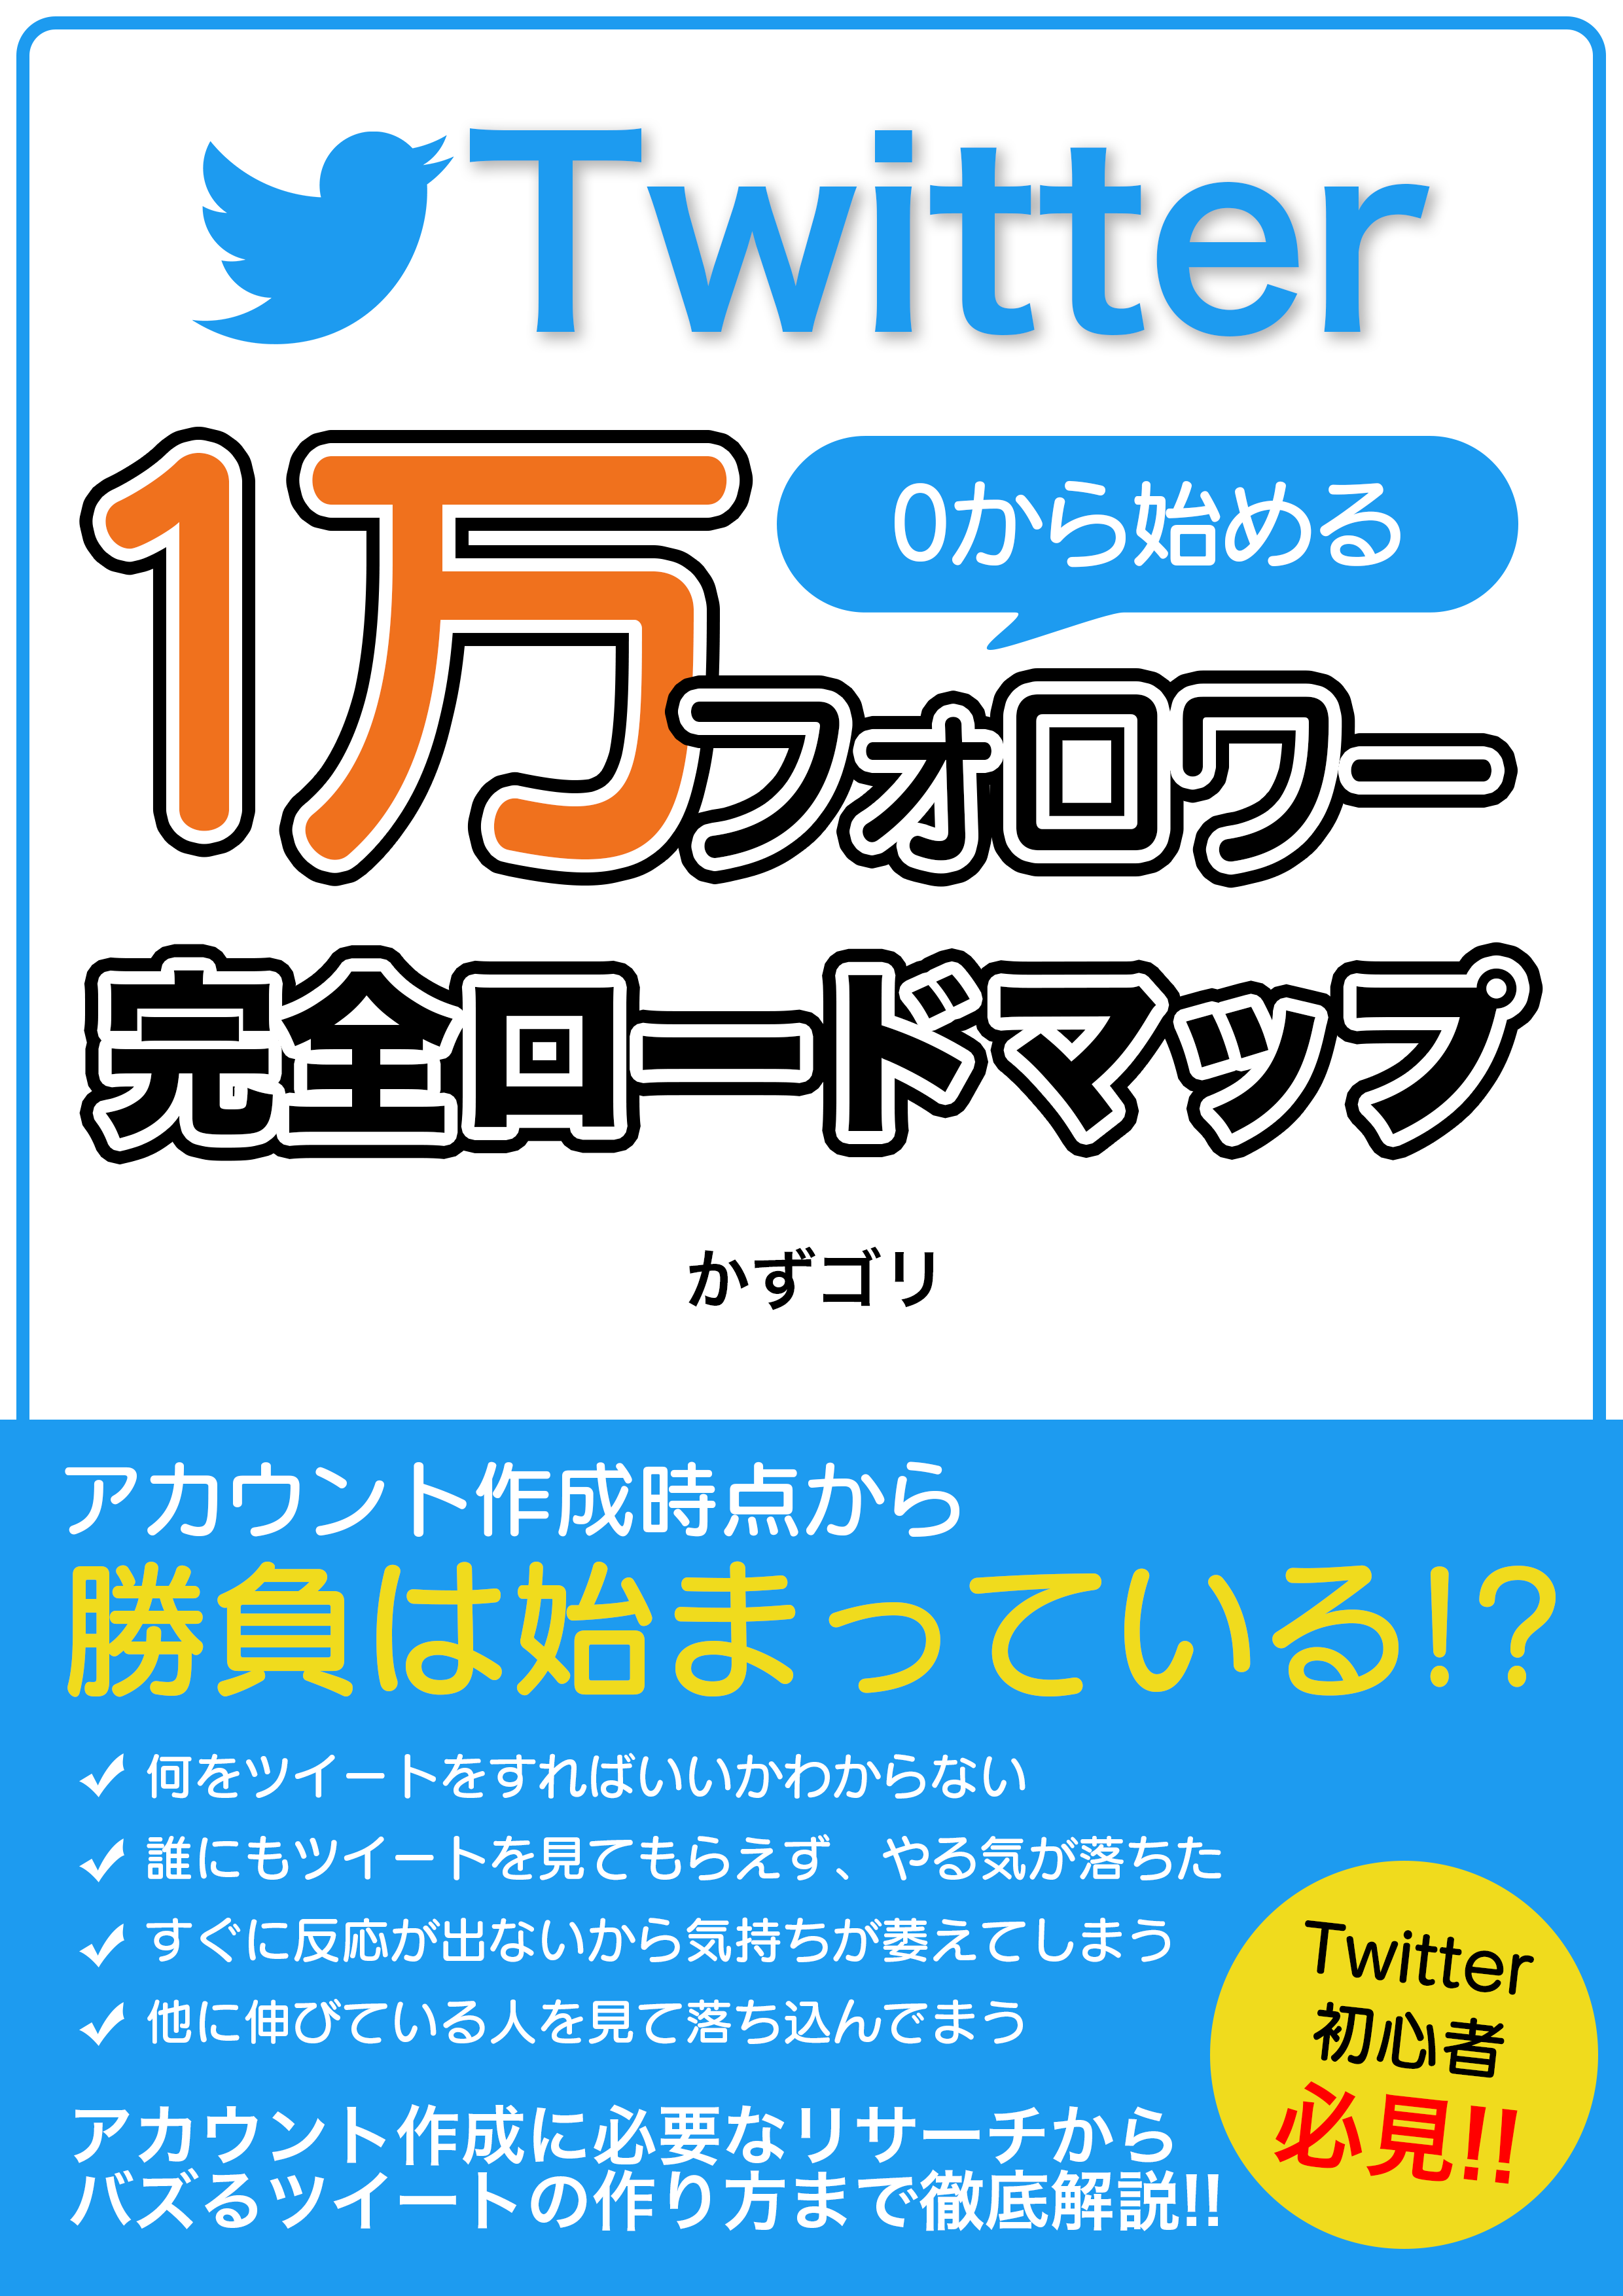 Twitter
0から始める
1万フォロワー
完全ロードマップ
かずゴリ
アカウント作成時点から
勝負は始まっている!?
何をツイートをすればいいかわからない
誰にもツイートを見てもらえず、やる気が落ちた
すぐに反応が出ないから気持ちが萎えてしまう
他に伸びている人を見て落ち込んでまう
アカウント作成に必要なリサーチから
バズるツイートの作り方まで徹底解説!!
Twitter
初心者
必見!!